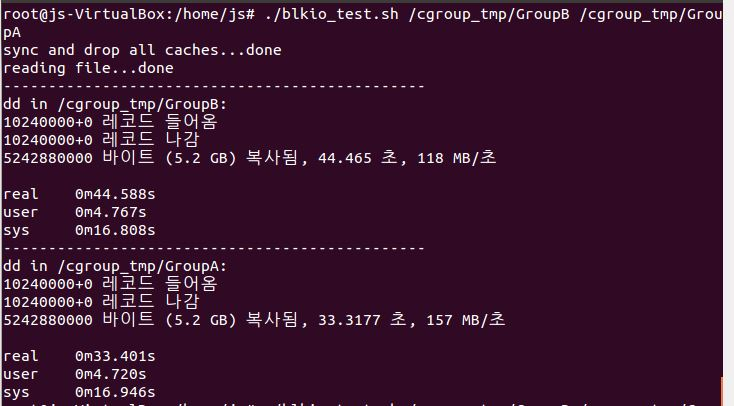 root@js-VirtualBox:/home/js# ./blkio_test.sh /cgroup_tmp/GroupB /cgroup_tmp/Grou
pA
sync and drop all caches...done
reading file...done
-----------------------------------------------
dd in /cgroup_tmp/GroupB:
10240000+0 레코드 들어옴
10240000+0 레코드 나감
5242880000 바이트 (5.2 GB) 복사됨, 44.465 초, 118 MB/초
real    0m44.588s
user    0m4.767s
sys     0m16.808s
-----------------------------------------------
dd in /cgroup_tmp/GroupA:
10240000+0 레코드 들어옴
10240000+0 레코드 나감
5242880000 바이트 (5.2 GB) 복사됨, 33.3177 초, 157 MB/초
real    0m33.401s
user    0m4.720s
sys     0m16.946s